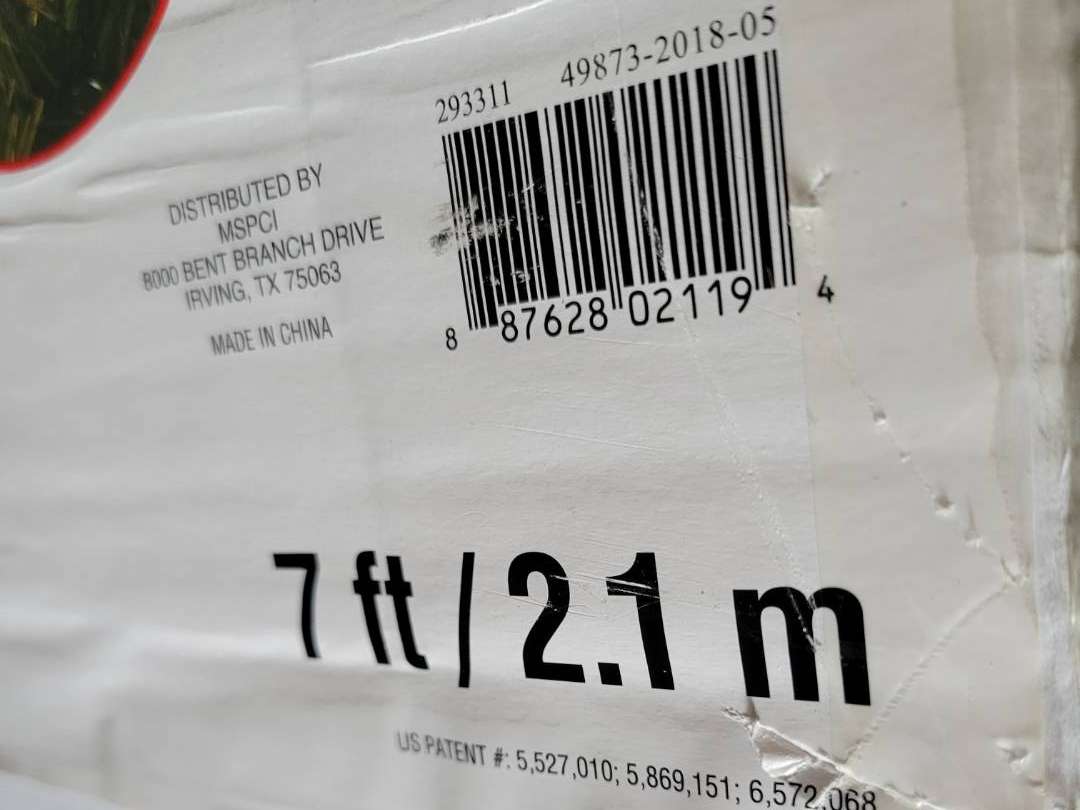 293311 49873-2018-05
8 87628 02119 4
DISTRIBUTED BY
MSPCI
8000 BENT BRANCH DRIVE
IRVING, TX 75063
MADE IN CHINA
7 ft / 2.1 m
US PATENT #: 5,527,010; 5,869,151; 6,572,068